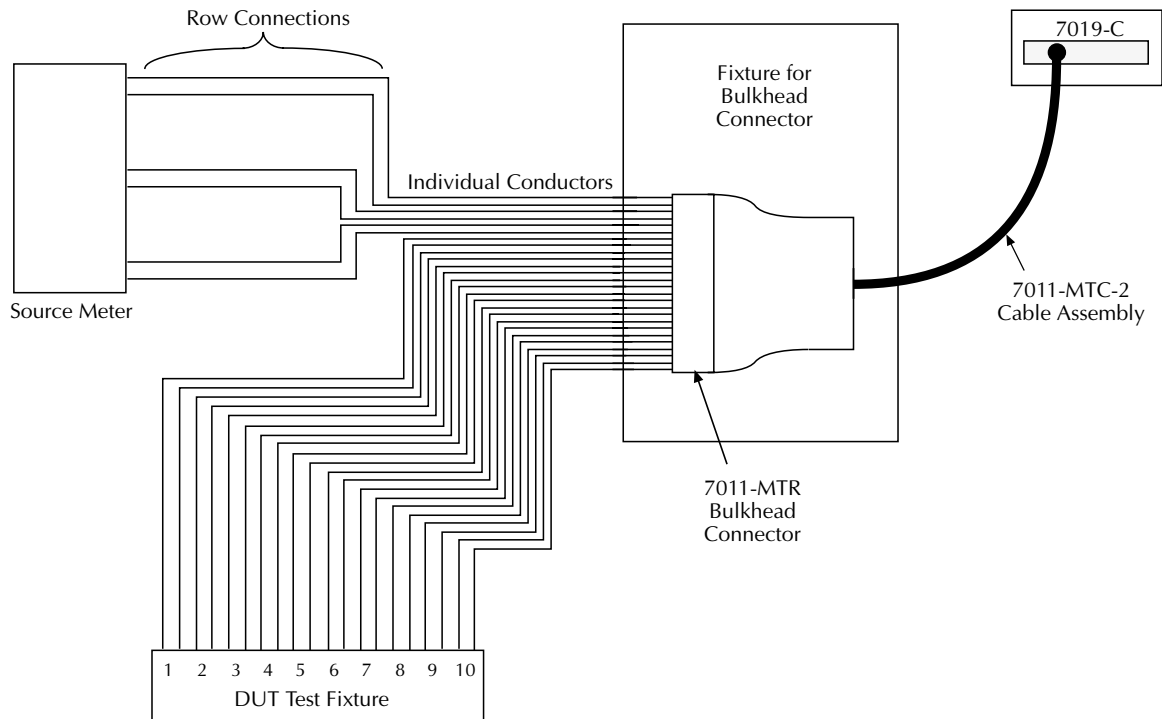 Row Connections
7019-C
Fixture for
Bulkhead
Connector
Individual Conductors
Source Meter
7011-MTC-2
Cable Assembly
7011-MTR
Bulkhead
Connector
1 2 3 4 5 6 7 8 9 10
DUT Test Fixture